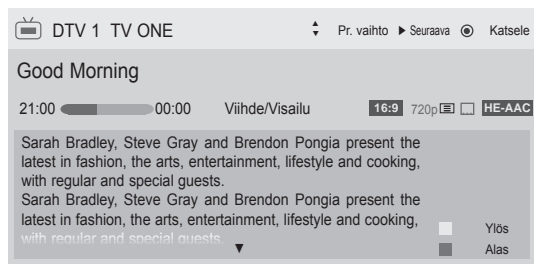 DTV 1 TV ONE Pr. vaihto Seuraava Katsele
Good Morning
21:00 00:00 Viihde/Visailu 16:9 720p HE-AAC
Sarah Bradley, Steve Gray and Brendon Pongia present the
latest in fashion, the arts, entertainment, lifestyle and cooking,
with regular and special guests.
Sarah Bradley, Steve Gray and Brendon Pongia present the
latest in fashion, the arts, entertainment, lifestyle and cooking,
with regular and special guests.
Ylös
Alas